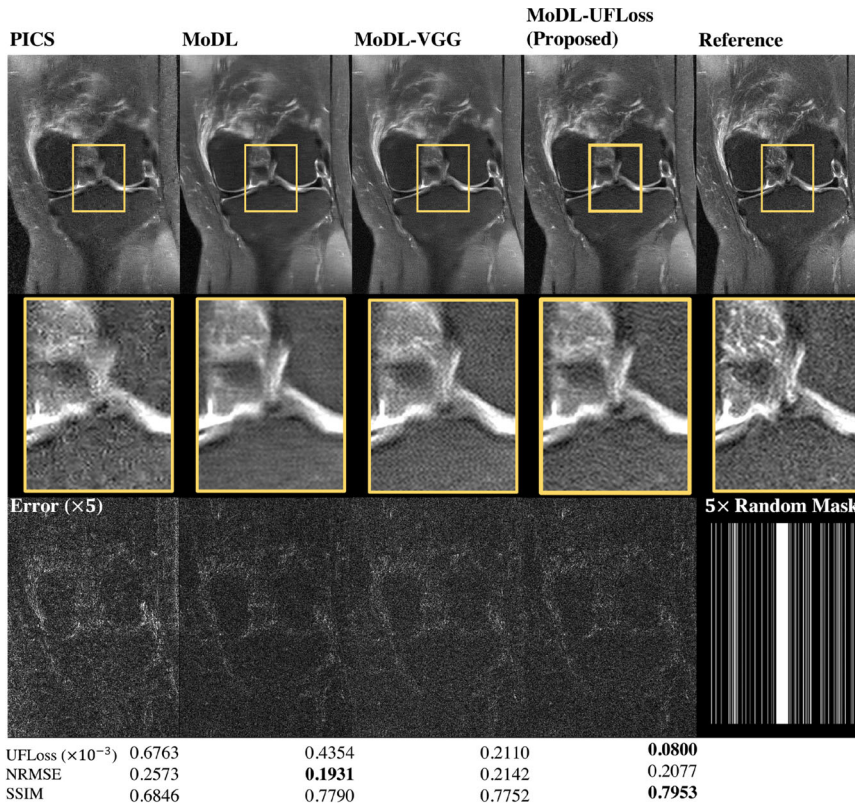 PICS MoDL MoDL-VGG MoDL-UFLoss (Proposed) Reference
Error (×5) 5× Random Mask
UFLoss (×10⁻³) 0.6763 0.4354 0.2110 0.0800
NRMSE 0.2573 0.1931 0.2142 0.2077
SSIM 0.6846 0.7790 0.7752 0.7953